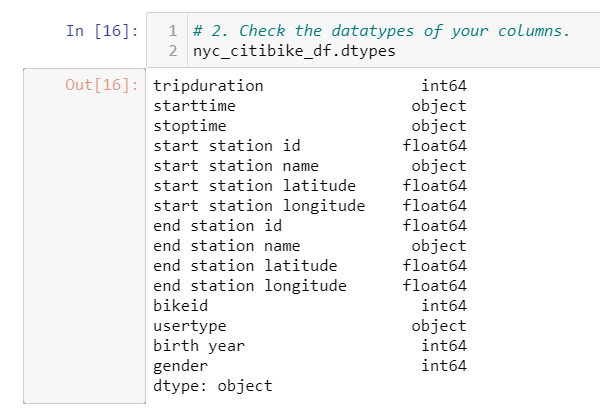 In [16]: 1 # 2. Check the datatypes of your columns.
2 nyc_citibike_df.dtypes
Out[16]: tripduration int64
starttime object
stoptime object
start station id float64
start station name object
start station latitude float64
start station longitude float64
end station id float64
end station name object
end station latitude float64
end station longitude float64
bikeid int64
usertype object
birth year int64
gender int64
dtype: object